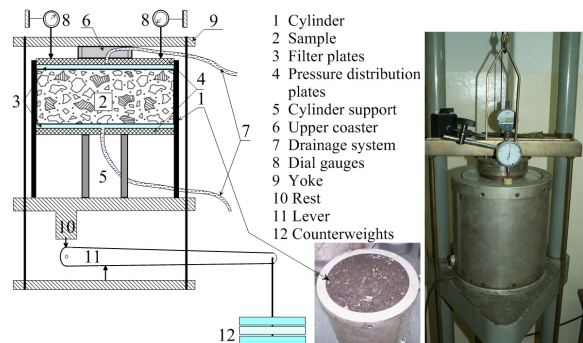 8
8
6
9
1 Cylinder
2 Sample
3 Filter plates
4 Pressure distribution
plates
5 Cylinder support
6 Upper coaster
7 Drainage system
8 Dial gauges
9 Yoke
10 Rest
11 Lever
12 Counterweights
4
3
2
1
7
5
10
11
12